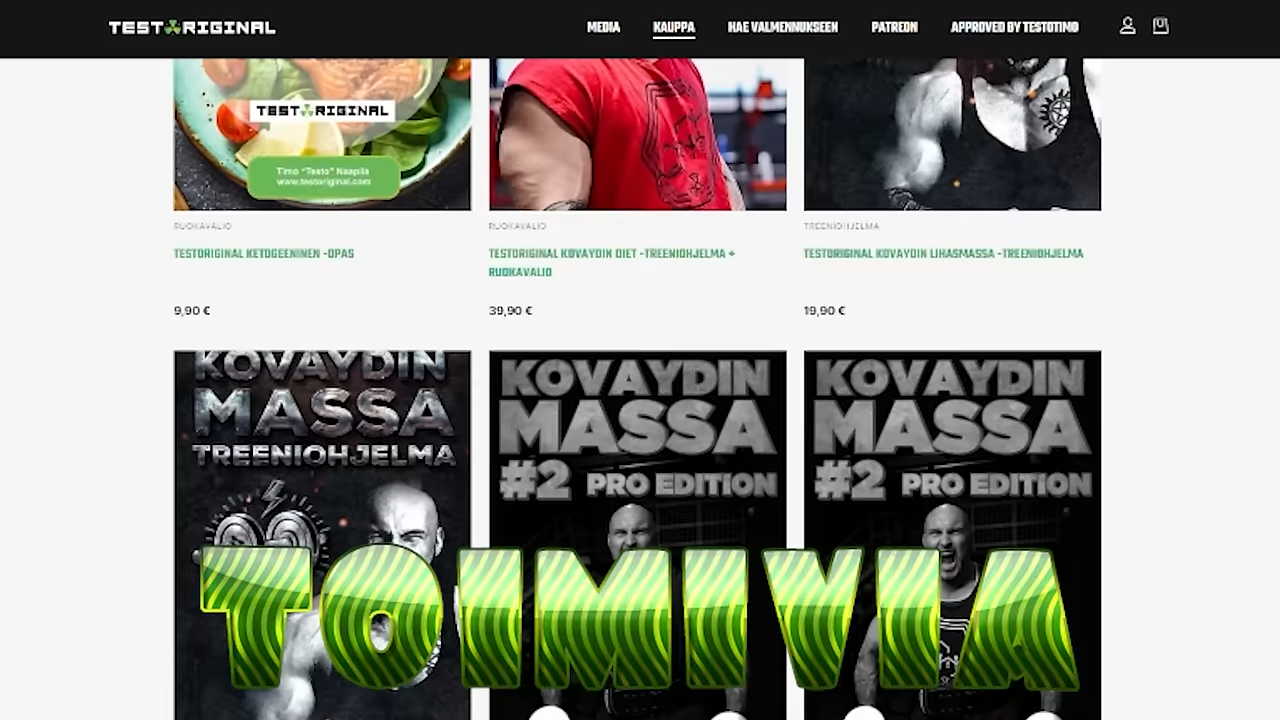 TESTORIGINAL
MEDIA KAUPPA HAE VALMENNUKSEEN PATREON APPROVED BY TESTOTIMO
TESTORIGINAL
Timo "Testo" Naapila
www.testoriginal.com
RUOKAVALIO
TESTORIGINAL KETOGEENINEN -OPAS
9,90 €
RUOKAVALIO
TESTORIGINAL KOVAYDIN DIET -TREENIOHJELMA +
RUOKAVALIO
39,90 €
TREENIOHJELMA
TESTORIGINAL KOVAYDIN LIHASMASSA -TREENIOHJELMA
19,90 €
KOVAYDIN
MASSA
TREENIOHJELMA
KOVAYDIN
MASSA
#2 PRO EDITION
KOVAYDIN
MASSA
#2 PRO EDITION
TOIMIVIA